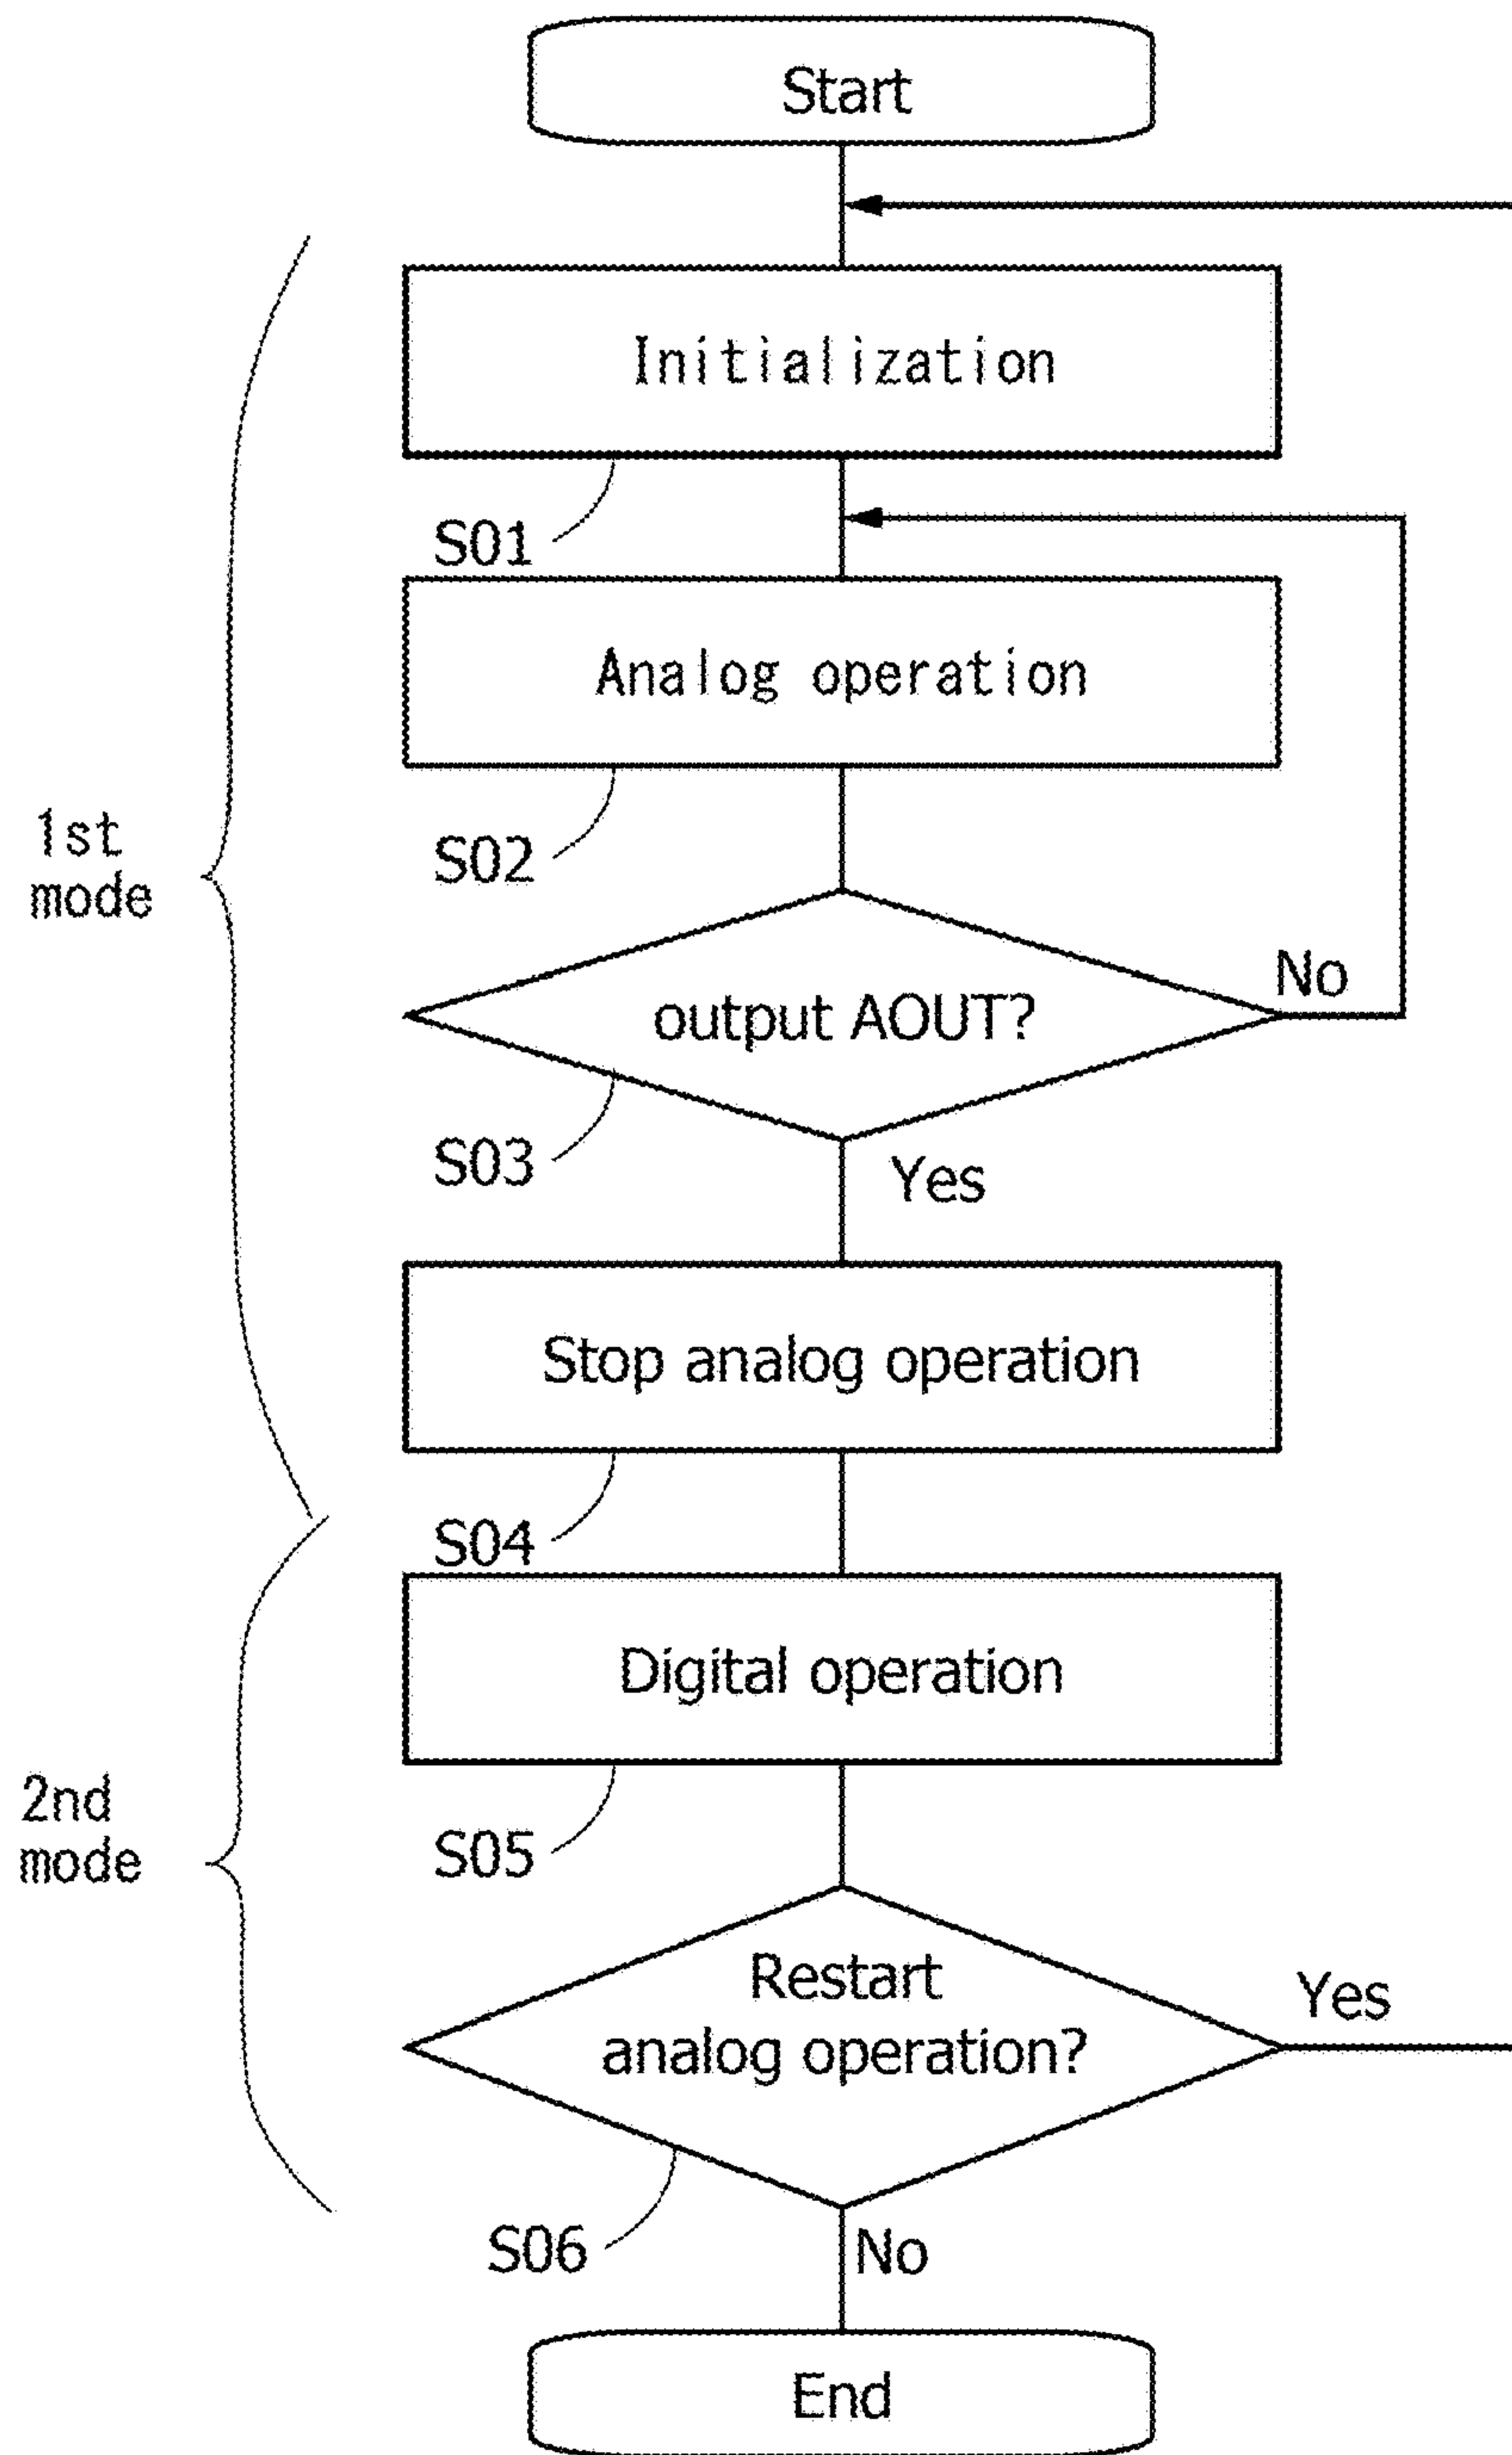 Start
Initialization
S01
Analog operation
S02
1st
mode
output AOUT?
No
S03
Yes
Stop analog operation
S04
Digital operation
S05
2nd
mode
Restart
analog operation?
Yes
S06
No
End